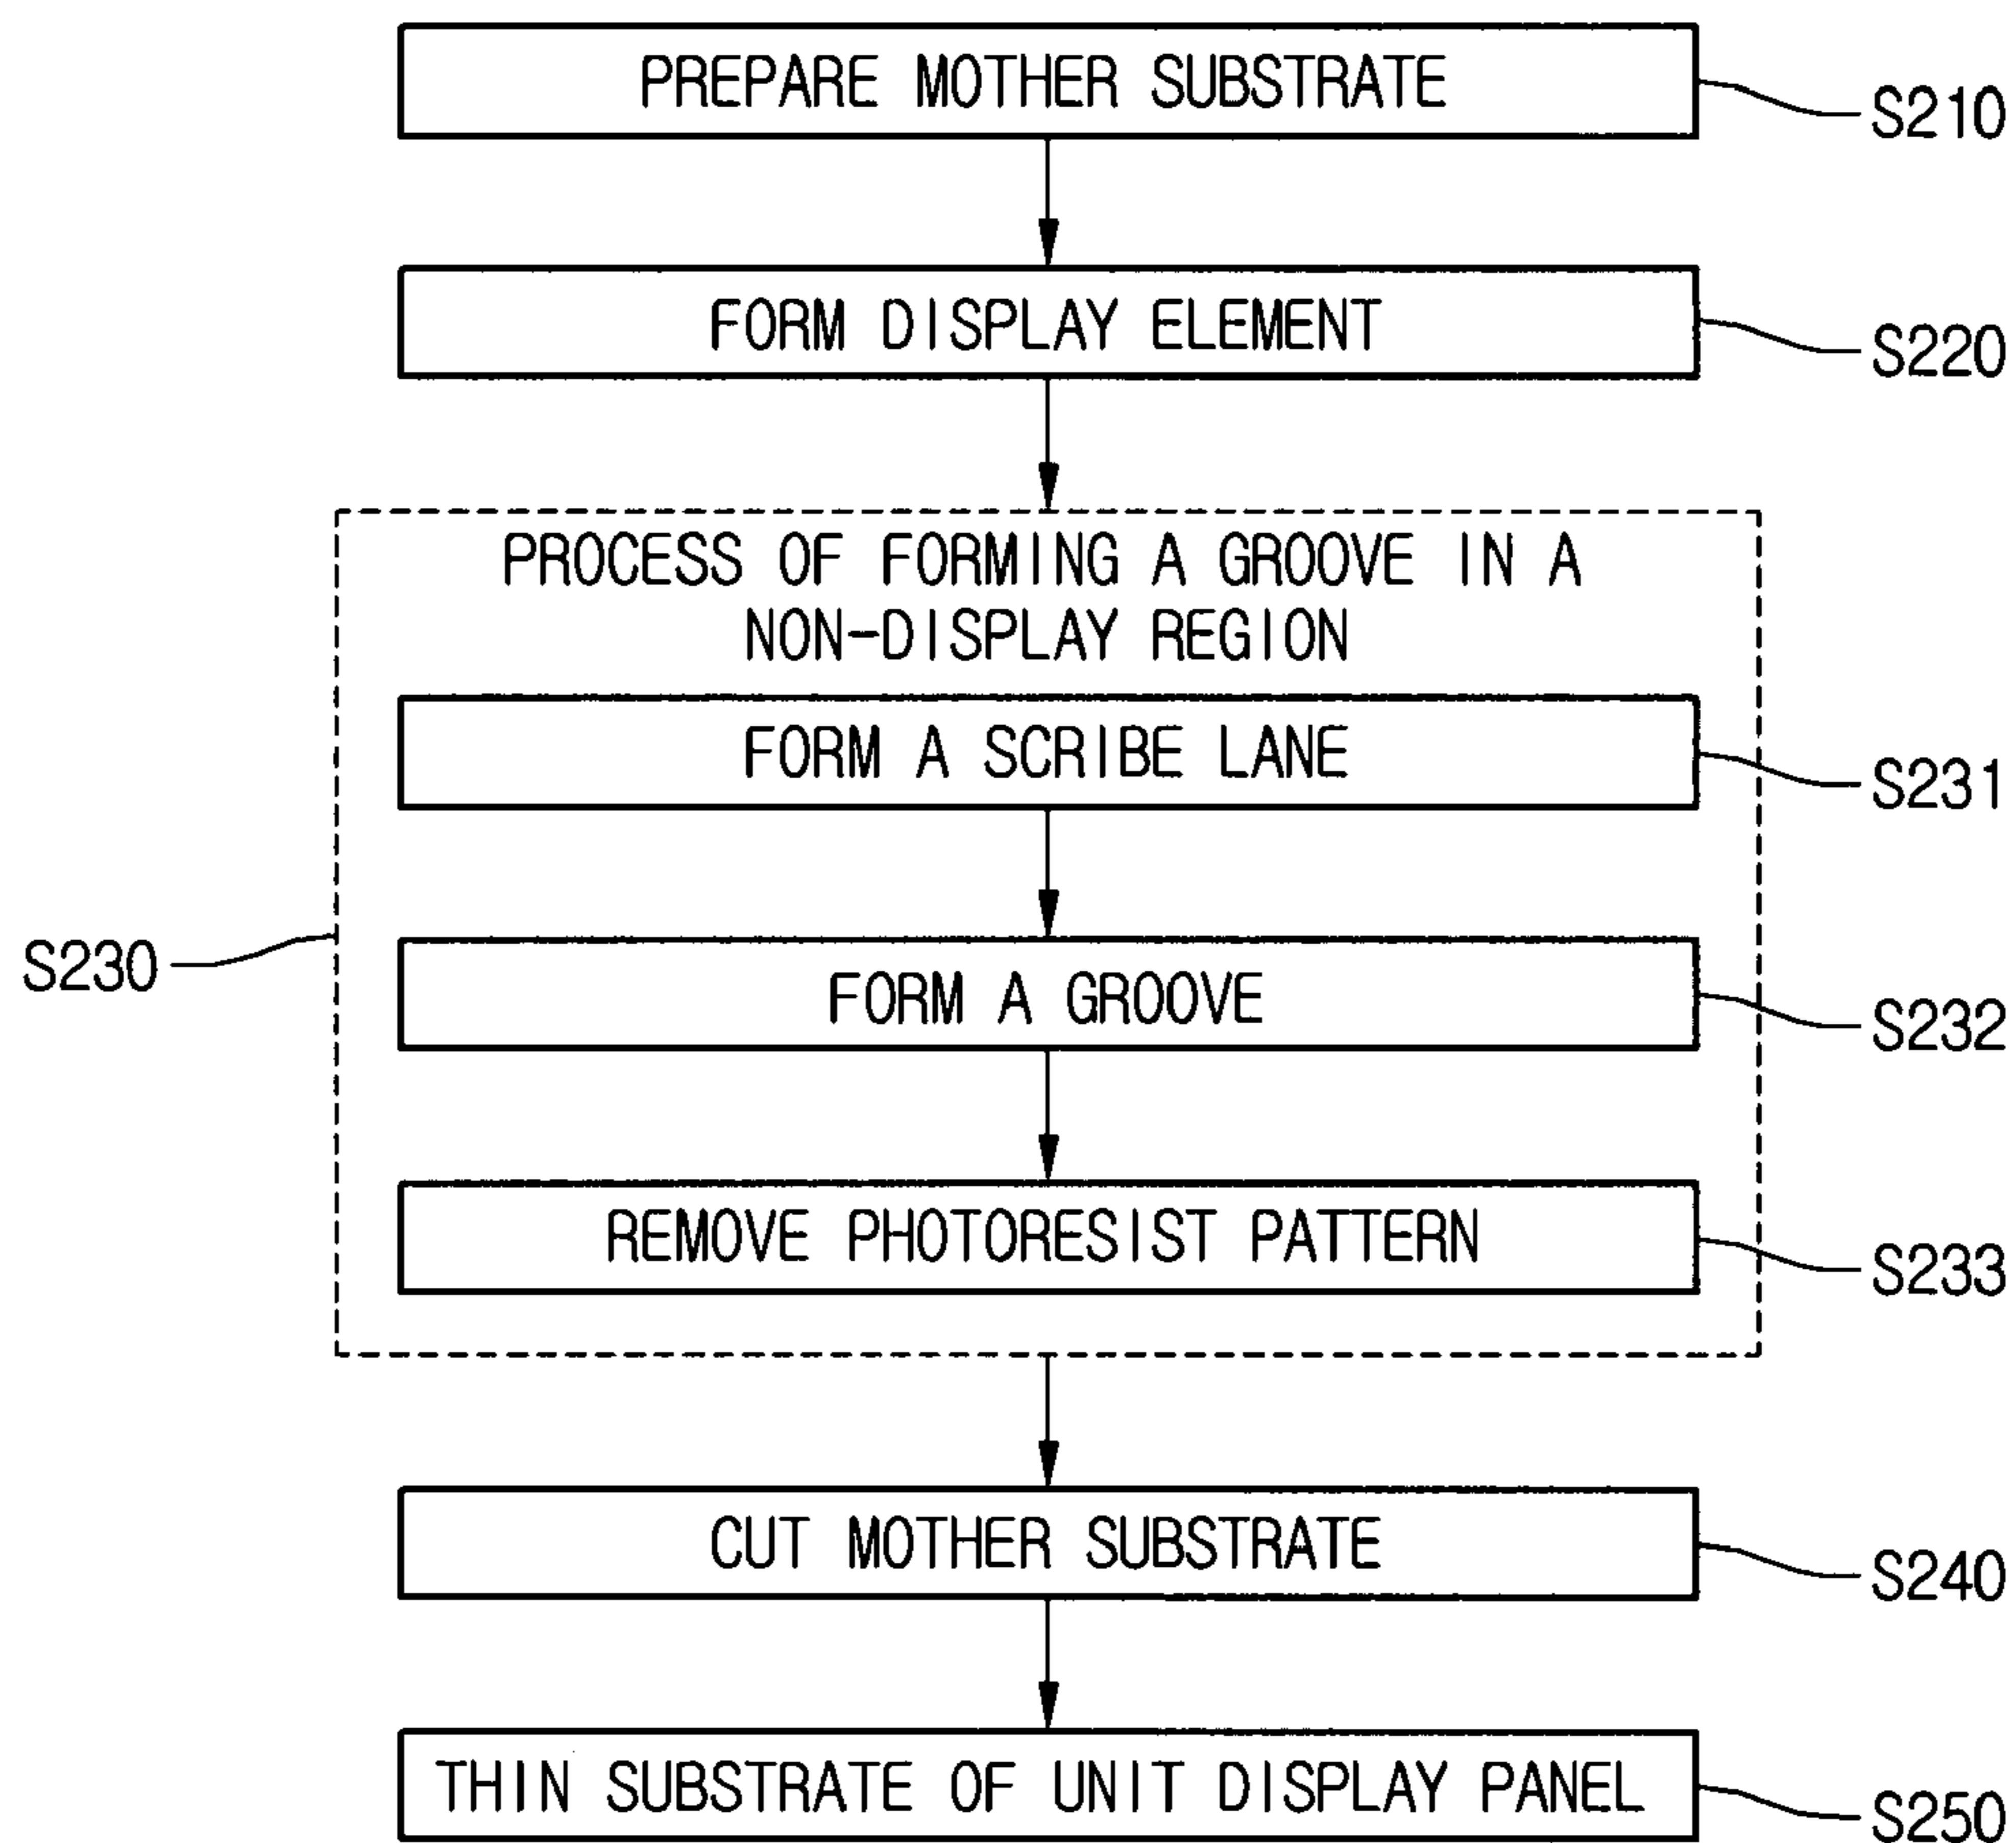 PREPARE MOTHER SUBSTRATE
S210
FORM DISPLAY ELEMENT
S220
PROCESS OF FORMING A GROOVE IN A
NON-DISPLAY REGION
FORM A SCRIBE LANE
S231
S230
FORM A GROOVE
S232
REMOVE PHOTORESIST PATTERN
S233
CUT MOTHER SUBSTRATE
S240
THIN SUBSTRATE OF UNIT DISPLAY PANEL
S250